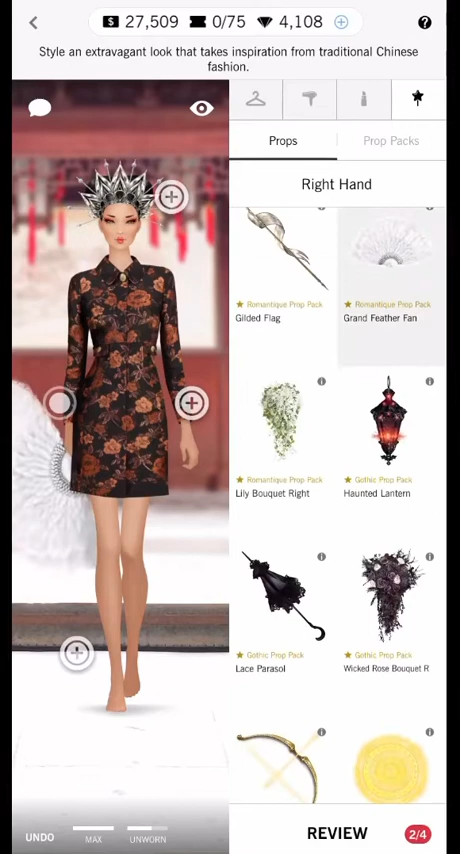 $ 27,509 0/75 4,108 ?
Style an extravagant look that takes inspiration from traditional Chinese
fashion.
Props Prop Packs
Right Hand
Romantique Prop Pack
Gilded Flag
Romantique Prop Pack
Grand Feather Fan
Romantique Prop Pack
Lily Bouquet Right
Gothic Prop Pack
Haunted Lantern
Gothic Prop Pack
Lace Parasol
Gothic Prop Pack
Wicked Rose Bouquet R
UNDO MAX UNWORN
REVIEW 2/4